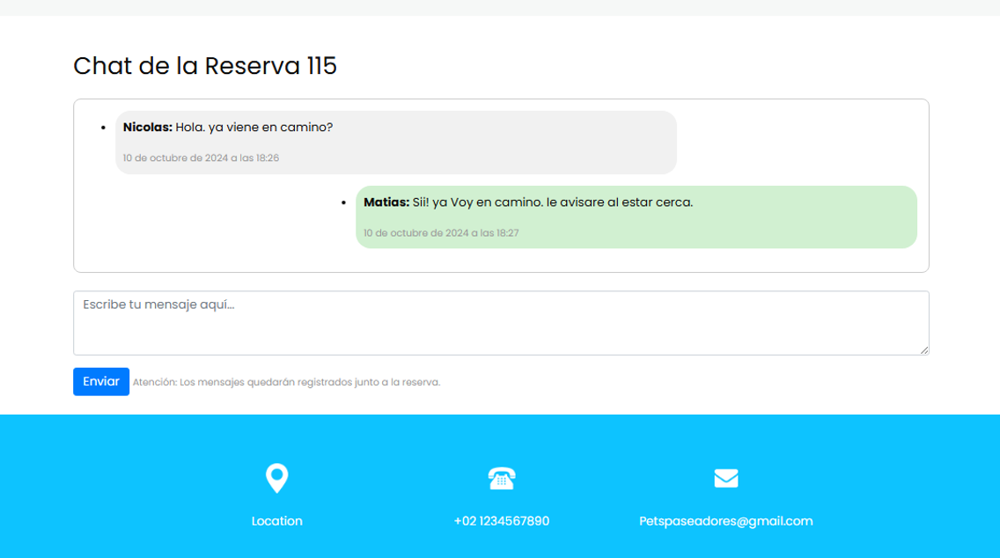 Chat de la Reserva 115
Nicolas: Hola. ya viene en camino?
10 de octubre de 2024 a las 18:26
Matias: Sii! ya Voy en camino. le avisare al estar cerca.
10 de octubre de 2024 a las 18:27
Escribe tu mensaje aquí...
Enviar Atención: Los mensajes quedarán registrados junto a la reserva.
Location
+02 1234567890
Petspaseadores@gmail.com